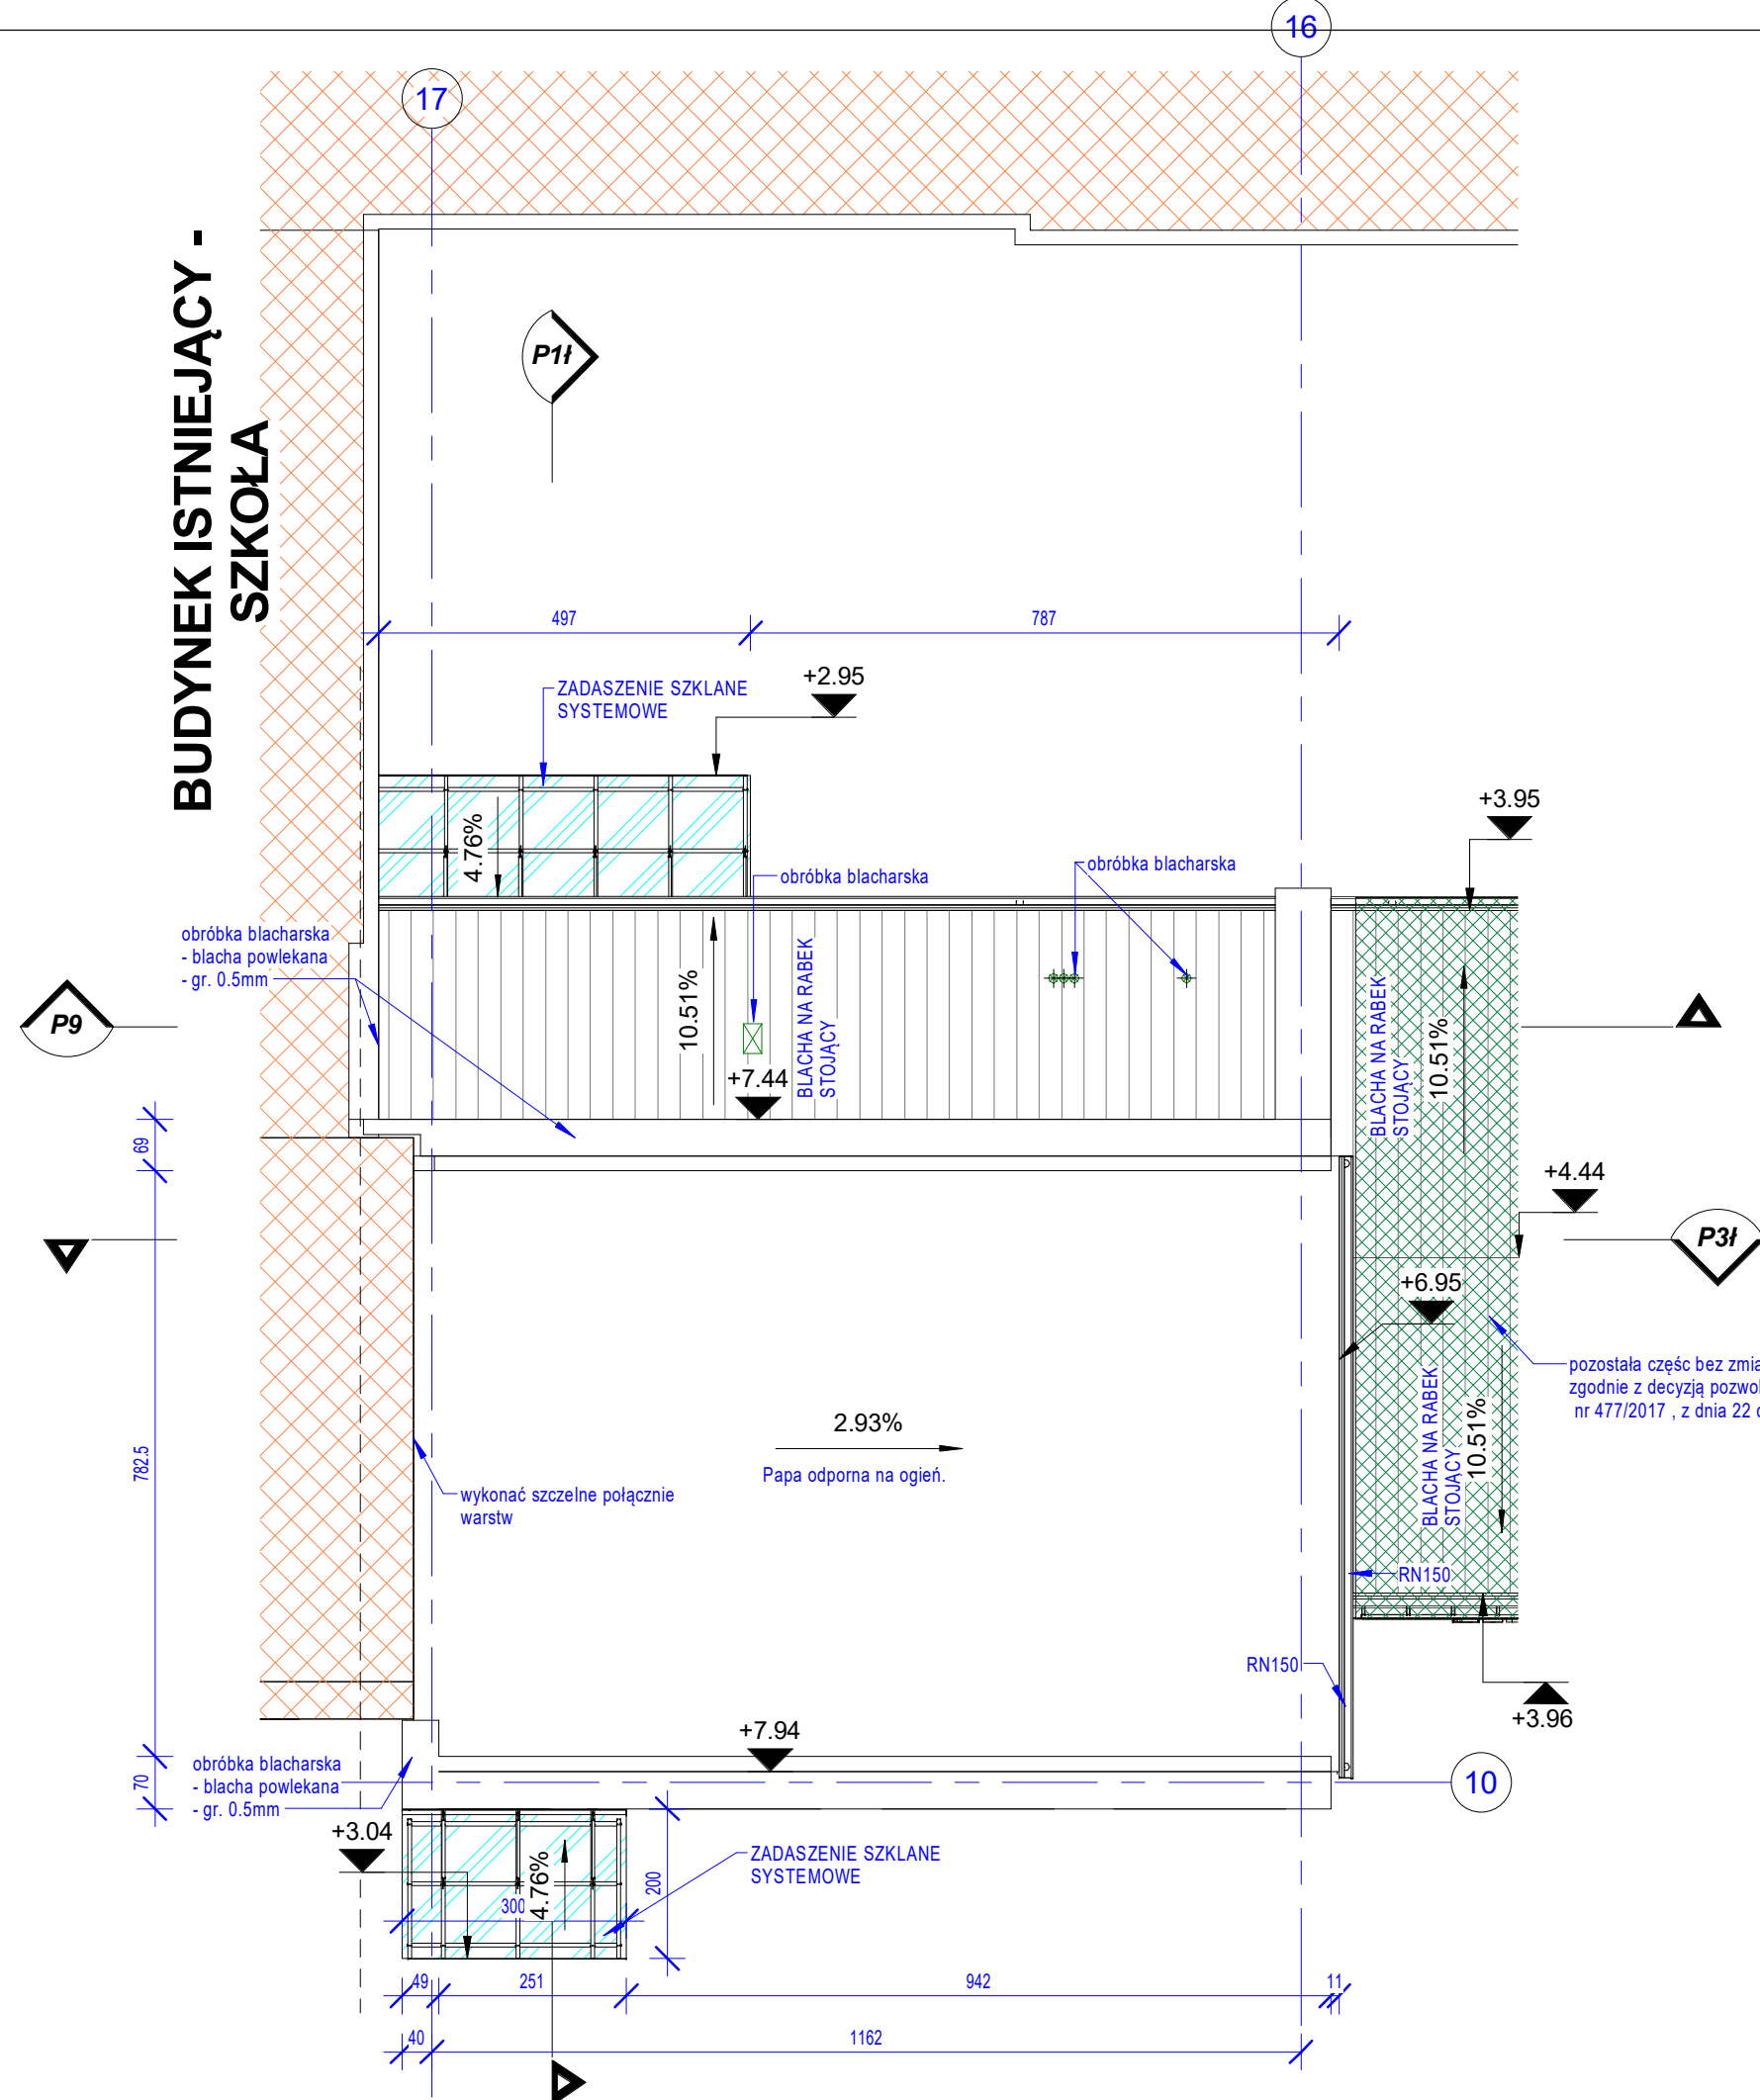 16
17
BUDYNEK ISTNIEJĄCY -
SZKOŁA
P1ł
497
787
ZADASZENIE SZKLANE
SYSTEMOWE
+2.95
+3.95
4.76%
obróbka blacharska
obróbka blacharska
obróbka blacharska
- blacha powlekana
- gr. 0.5mm
P9
10.51%
BLACHA NA RABEK
STOJĄCY
+7.44
BLACHA NA RABEK
STOJĄCY
10.51%
69
+4.44
P3ł
+6.95
pozostała częśc bez zmia
zgodnie z decyzją pozwol
nr 477/2017 , z dnia 22
2.93%
Papa odporna na ogień.
BLACHA NA RABEK
STOJĄCY
10.51%
782.5
wykonać szczelne połącznie
warstw
RN150
RN150
+3.96
+7.94
70
obróbka blacharska
- blacha powlekana
- gr. 0.5mm
10
+3.04
4.76%
300
200
ZADASZENIE SZKLANE
SYSTEMOWE
49
251
942
11
40
1162